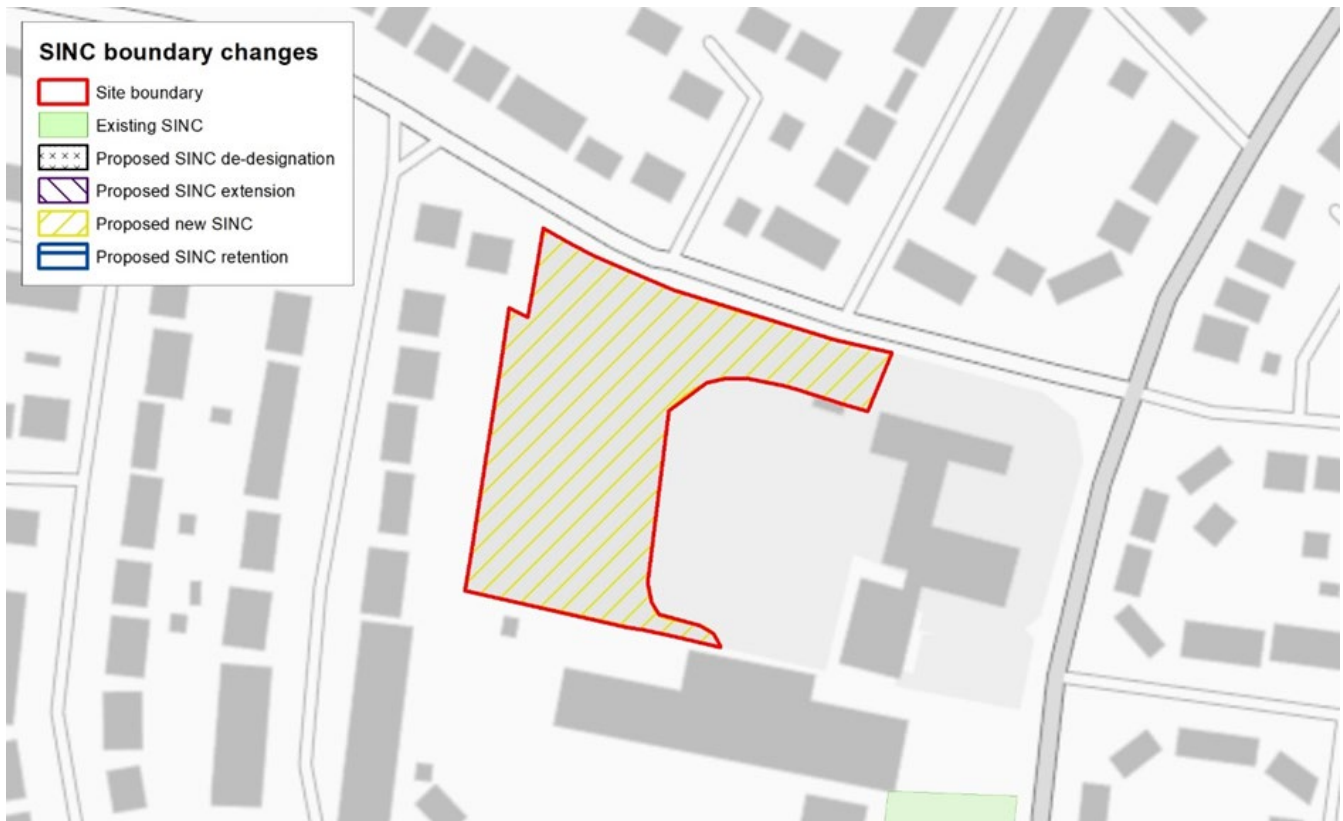 SINC boundary changes
Site boundary
Existing SINC
Proposed SINC de-designation
Proposed SINC extension
Proposed new SINC
Proposed SINC retention